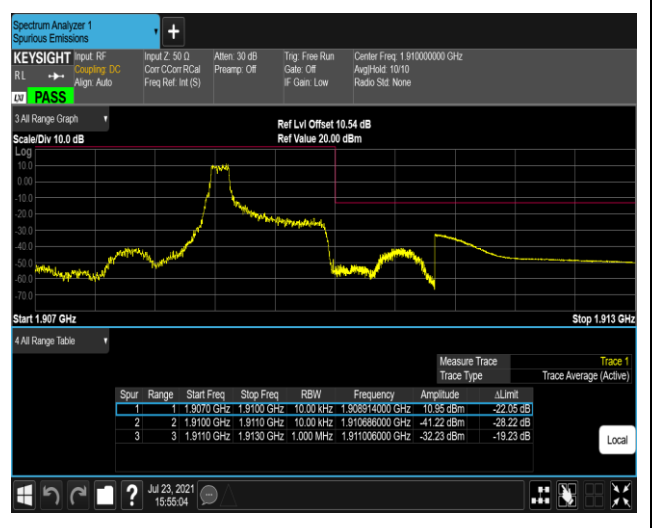 Spectrum Analyzer 1
Spurious Emissions
+
KEYSIGHT Input: RF Input Z: 50 Ω Atten: 30 dB Trig: Free Run Center Freq: 1.910000000 GHz
RL Coupling: DC Corr CCorr RCal Preamp: Off Gate: Off Avg|Hold: 10/10
Align: Auto Freq Ref: Int (S) IF Gain: Low Radio Std: None
LXI PASS
3 All Range Graph
Ref Lvl Offset 10.54 dB
Scale/Div 10.0 dB Ref Value 20.00 dBm
Log
10.0
0.00
-10.0
-20.0
-30.0
-40.0
-50.0
-60.0
-70.0
Start 1.907 GHz Stop 1.913 GHz
4 All Range Table
Measure Trace Trace 1
Trace Type Trace Average (Active)
Spur Range Start Freq Stop Freq RBW Frequency Amplitude ΔLimit
1 1 1.9070 GHz 1.9100 GHz 10.00 kHz 1.908914000 GHz 10.95 dBm -22.05 dB
2 2 1.9100 GHz 1.9110 GHz 10.00 kHz 1.910686000 GHz -41.22 dBm -28.22 dB
3 3 1.9110 GHz 1.9130 GHz 1.000 MHz 1.911006000 GHz -32.23 dBm -19.23 dB
Local
? Jul 23, 2021
15:55:04